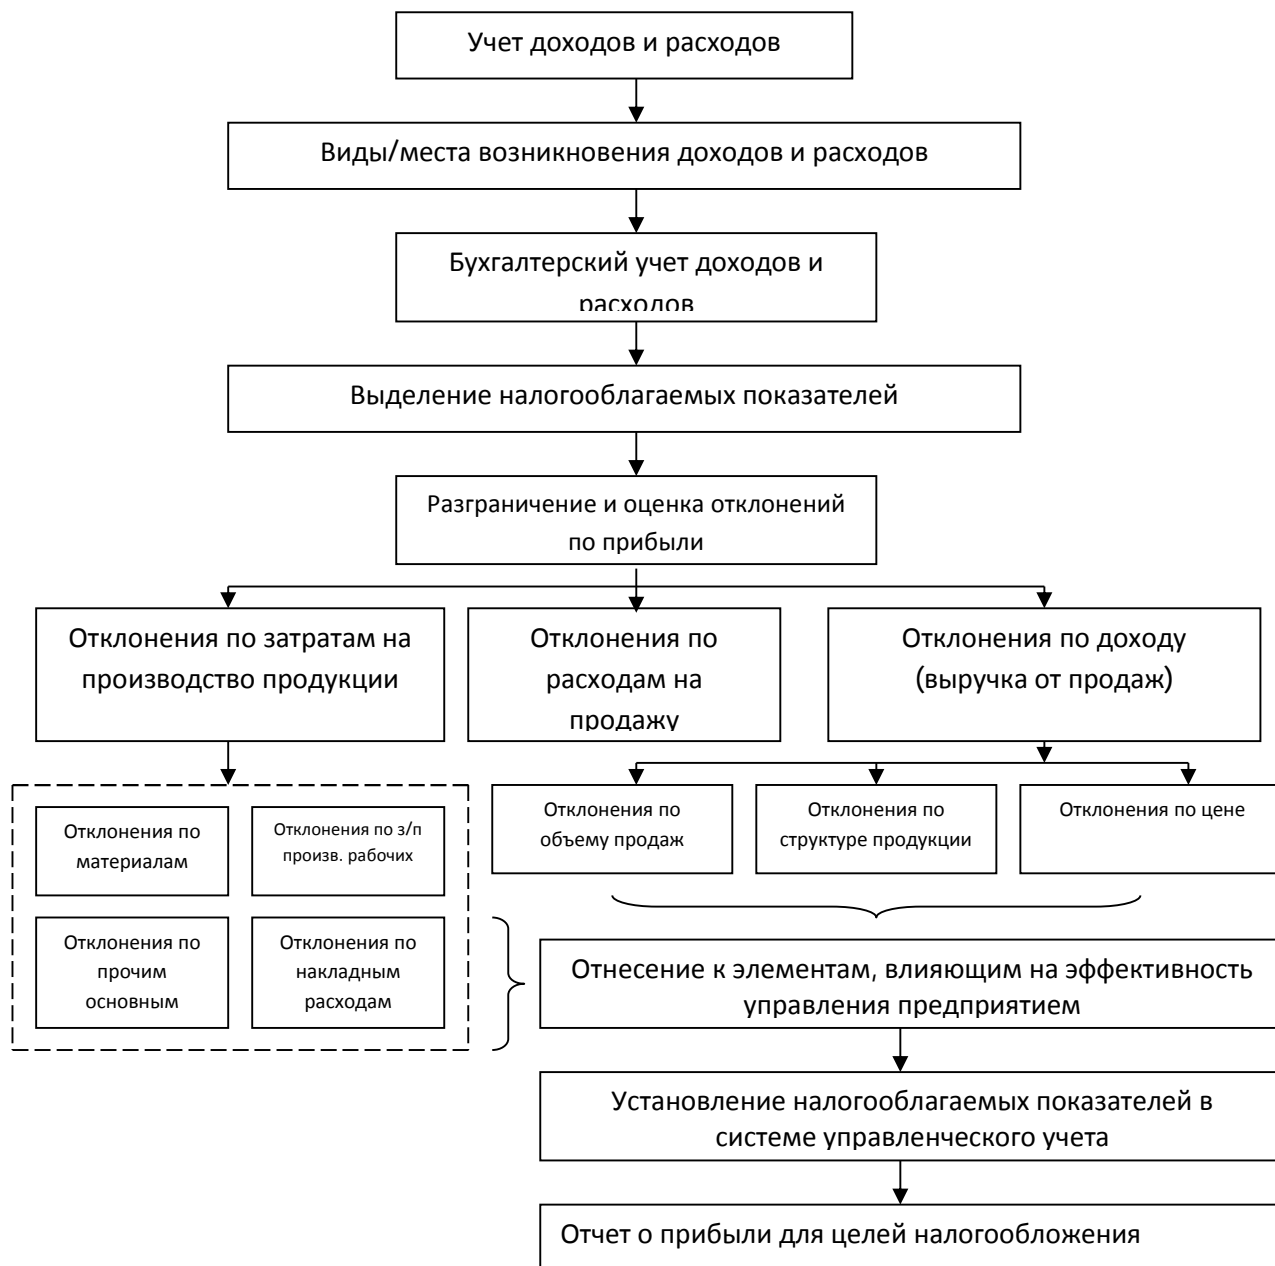 Учет доходов и расходов
Виды/места возникновения доходов и расходов
Бухгалтерский учет доходов и
расходов
Выделение налогооблагаемых показателей
Разграничение и оценка отклонений
по прибыли
Отклонения по затратам на
производство продукции
Отклонения по
расходам на
продажу
Отклонения по доходу
(выручка от продаж)
Отклонения по
материалам
Отклонения по з/п
произв. рабочих
Отклонения по
объему продаж
Отклонения по
структуре продукции
Отклонения по цене
Отклонения по
прочим
основным
Отклонения по
накладным
расходам
Отнесение к элементам, влияющим на эффективность
управления предприятием
Установление налогооблагаемых показателей в
системе управленческого учета
Отчет о прибыли для целей налогообложения